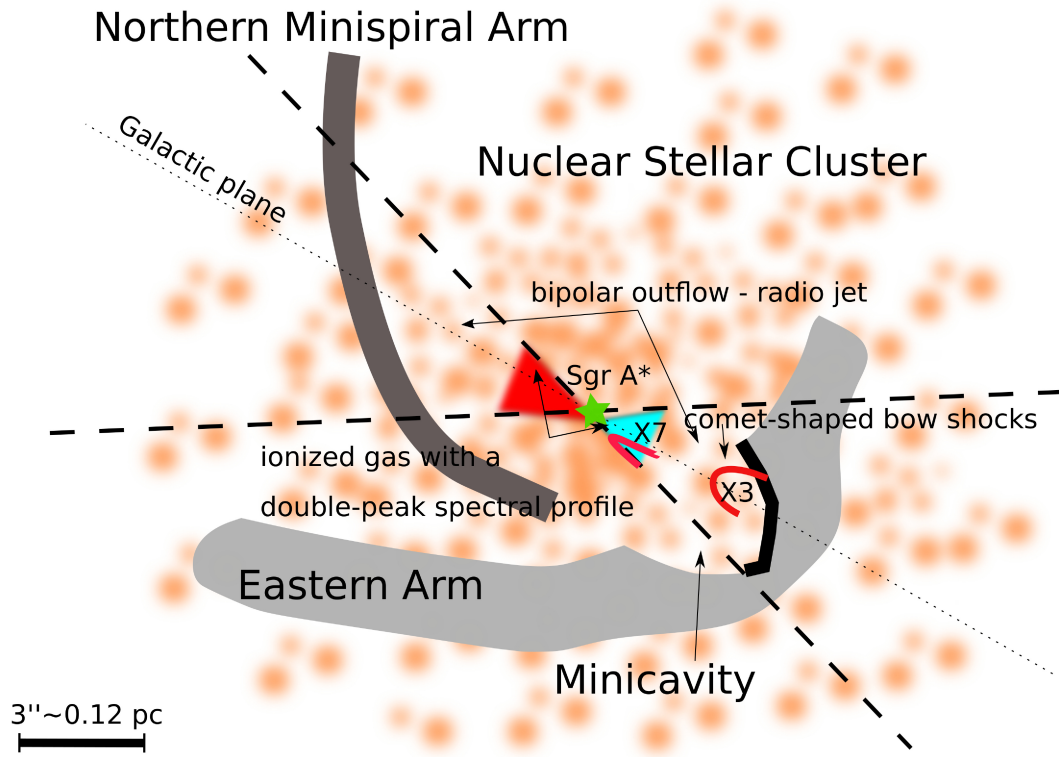 Northern Minispiral Arm
Galactic plane
Nuclear Stellar Cluster
bipolar outflow - radio jet
Sgr A*
comet-shaped bow shocks
X7
ionized gas with a
X3
double-peak spectral profile
Eastern Arm
Minicavity
3''~0.12 pc